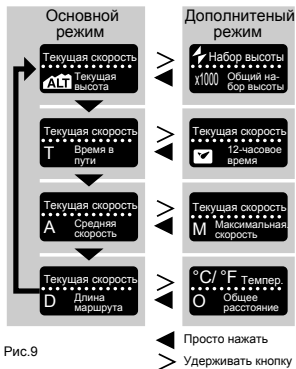 Основной
режим
Дополнитеный
режим
Текущая скорость
ALT Текущая
высота
Набор высоты
x1000 Общий на-
бор высоты
Текущая скорость
T Время в
пути
Текущая скорость
12-часовое
время
Текущая скорость
A Средняя
скорость
Текущая скорость
M Максимальная
скорость
Текущая скорость
D Длина
маршрута
°C/ °F Темпер.
O Общее
расстояние
Рис.9
Просто нажать
Удерживать кнопку